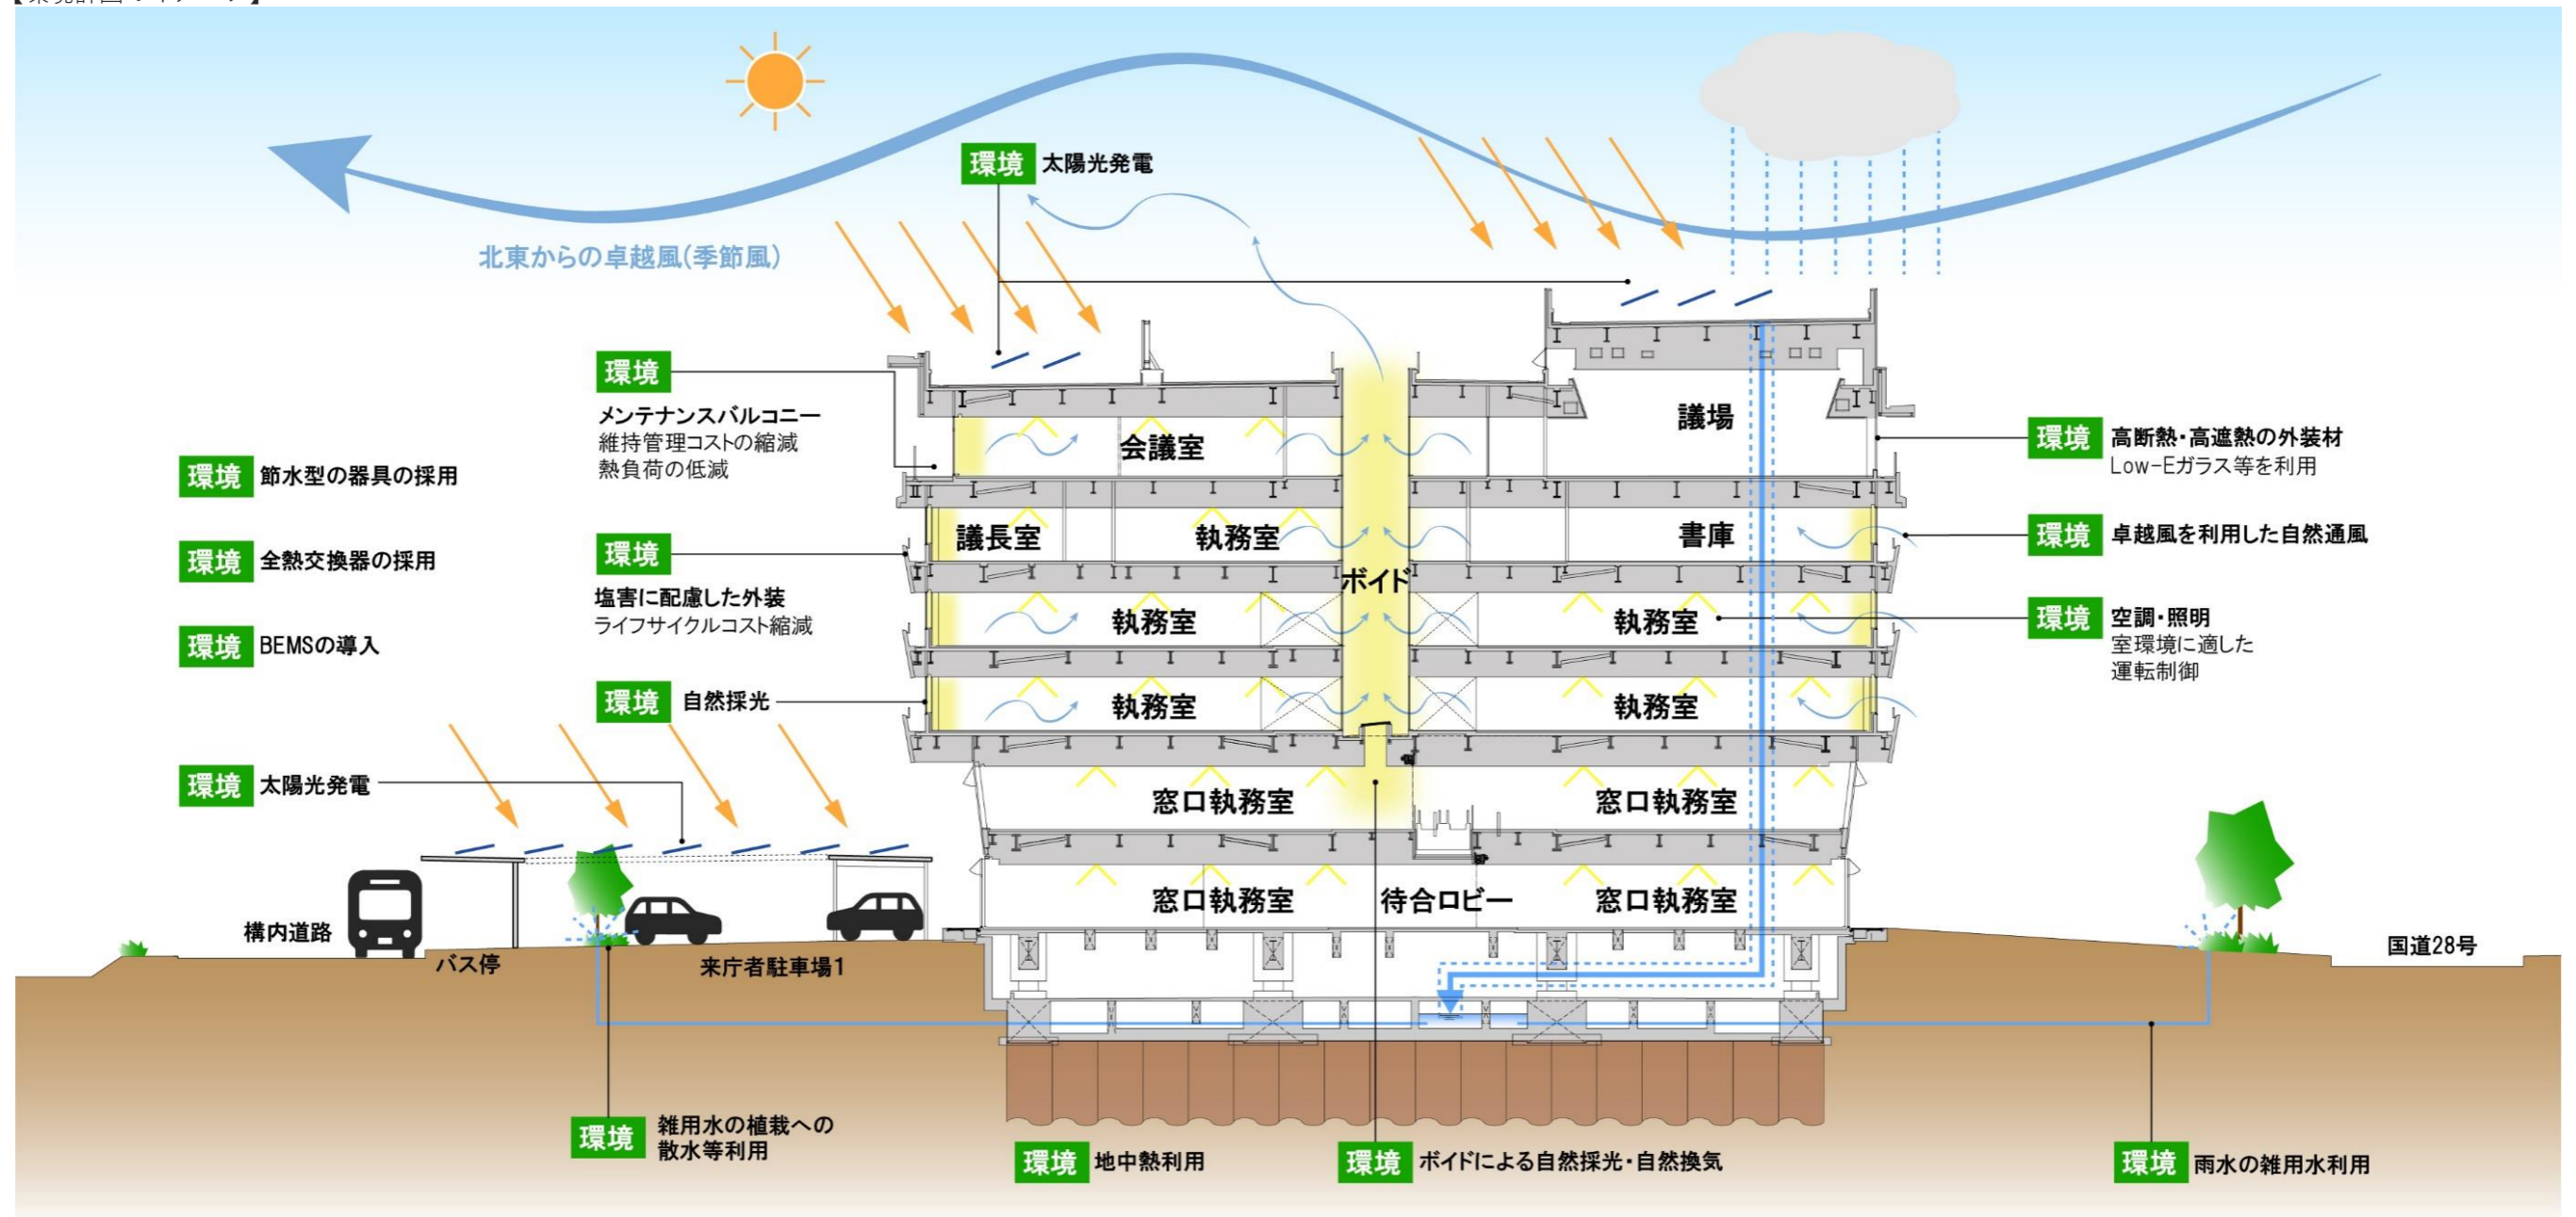 環境 太陽光発電
北東からの卓越風(季節風)
環境
メンテナンスバルコニー
維持管理コストの縮減
熱負荷の低減
環境 節水型の器具の採用
環境 全熱交換器の採用
環境 BEMSの導入
環境
塩害に配慮した外装
ライフサイクルコスト縮減
環境 自然採光
環境 太陽光発電
会議室
議場
議長室
執務室
書庫
ボイド
執務室
執務室
執務室
執務室
窓口執務室
窓口執務室
窓口執務室
待合ロビー
窓口執務室
環境 高断熱・高遮熱の外装材
Low-Eガラス等を利用
環境 卓越風を利用した自然通風
環境 空調・照明
室環境に適した
運転制御
構内道路
バス停
来庁者駐車場1
国道28号
環境 雑用水の植栽への
散水等利用
環境 地中熱利用
環境 ボイドによる自然採光・自然換気
環境 雨水の雑用水利用